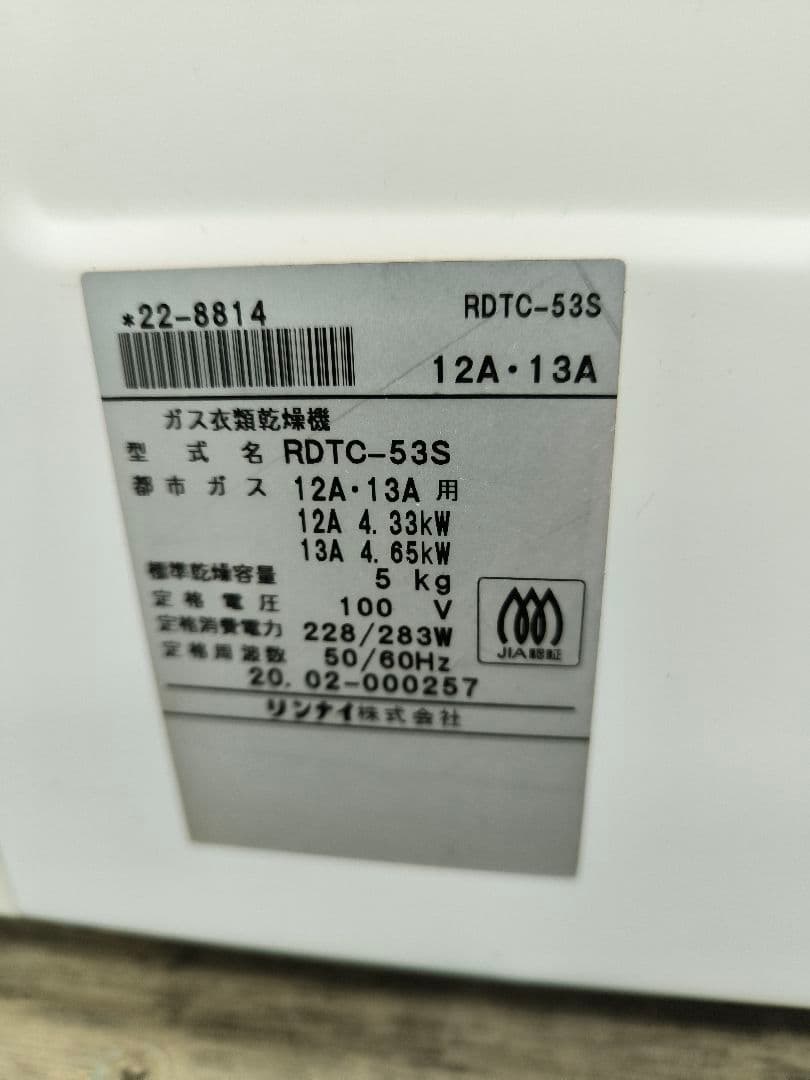 *22-8814
RDTC-53S
12A・13A
ガス衣類乾燥機
型式名 RDTC-53S
都市ガス 12A・13A 用
12A 4.33kW
13A 4.65kW
標準乾燥容量 5 kg
定格電圧 100 V
定格消費電力 228/283W
定格周波数 50/60Hz
20.02-000257
リンナイ株式会社
JIA認証